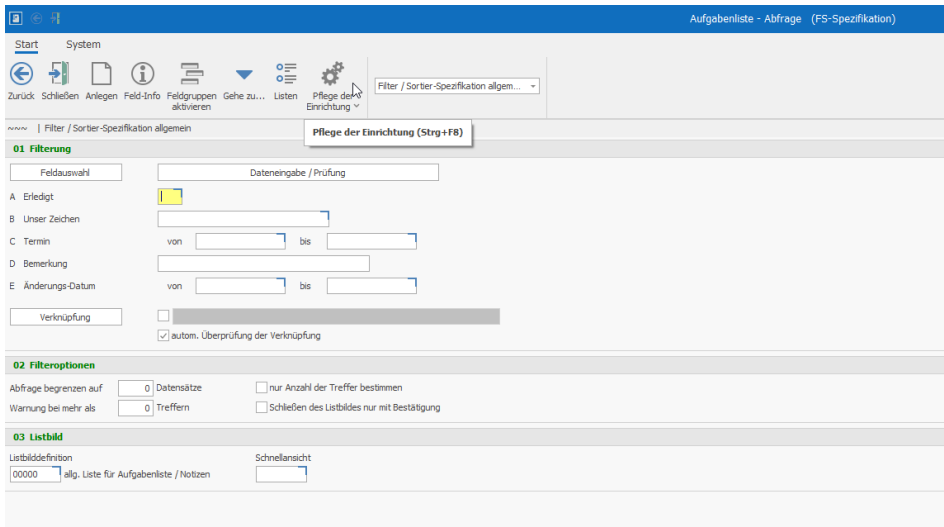 Aufgabenliste - Abfrage (FS-Spezifikation)
Start System
Zurück Schließen Anlegen Feld-Info Feldgruppen aktivieren Gehe zu... Listen Pflege der Einrichtung
Filter / Sortier-Spezifikation allgem...
~~~ | Filter / Sortier-Spezifikation allgemein
Pflege der Einrichtung (Strg+F8)
01 Filterung
Feldauswahl Dateneingabe / Prüfung
A Erledigt
B Unser Zeichen
C Termin von bis
D Bemerkung
E Änderungs-Datum von bis
Verknüpfung
autom. Überprüfung der Verknüpfung
02 Filteroptionen
Abfrage begrenzen auf 0 Datensätze nur Anzahl der Treffer bestimmen
Warnung bei mehr als 0 Treffern Schließen des Listbildes nur mit Bestätigung
03 Listbild
Listbilddefinition Schnellansicht
00000 allg. Liste für Aufgabenliste / Notizen